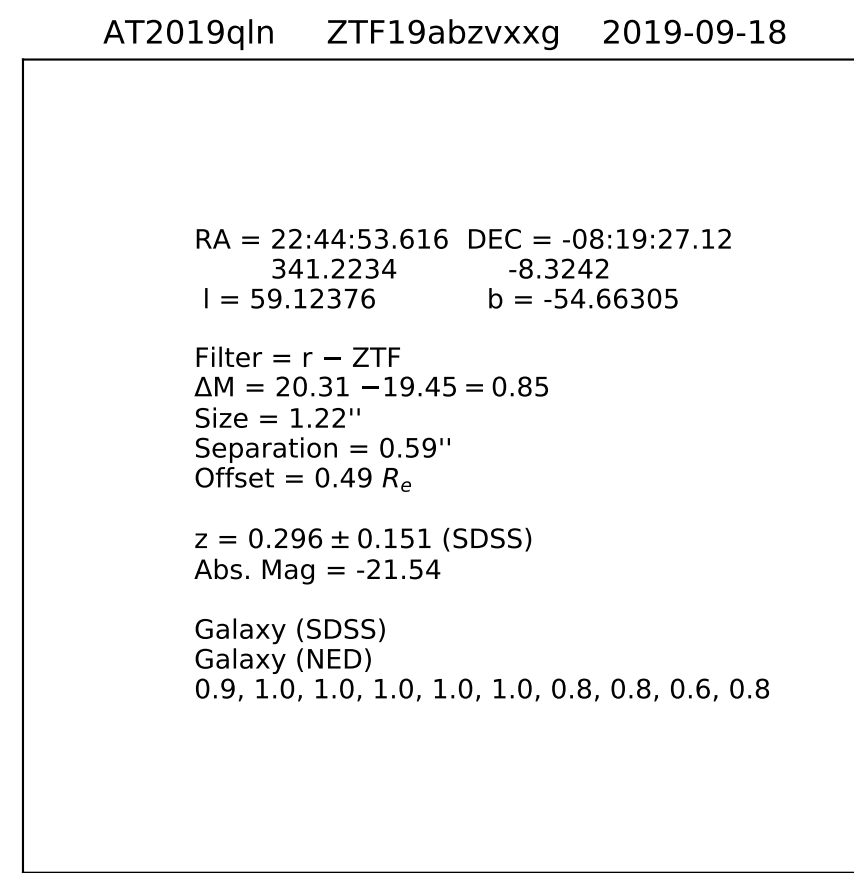 AT2019qln ZTF19abzvxxg 2019-09-18
RA = 22:44:53.616 DEC = -08:19:27.12
341.2234 -8.3242
l = 59.12376 b = -54.66305
Filter = r − ZTF
ΔM = 20.31 −19.45 = 0.85
Size = 1.22''
Separation = 0.59''
Offset = 0.49 Rₑ
z = 0.296 ± 0.151 (SDSS)
Abs. Mag = -21.54
Galaxy (SDSS)
Galaxy (NED)
0.9, 1.0, 1.0, 1.0, 1.0, 1.0, 0.8, 0.8, 0.6, 0.8